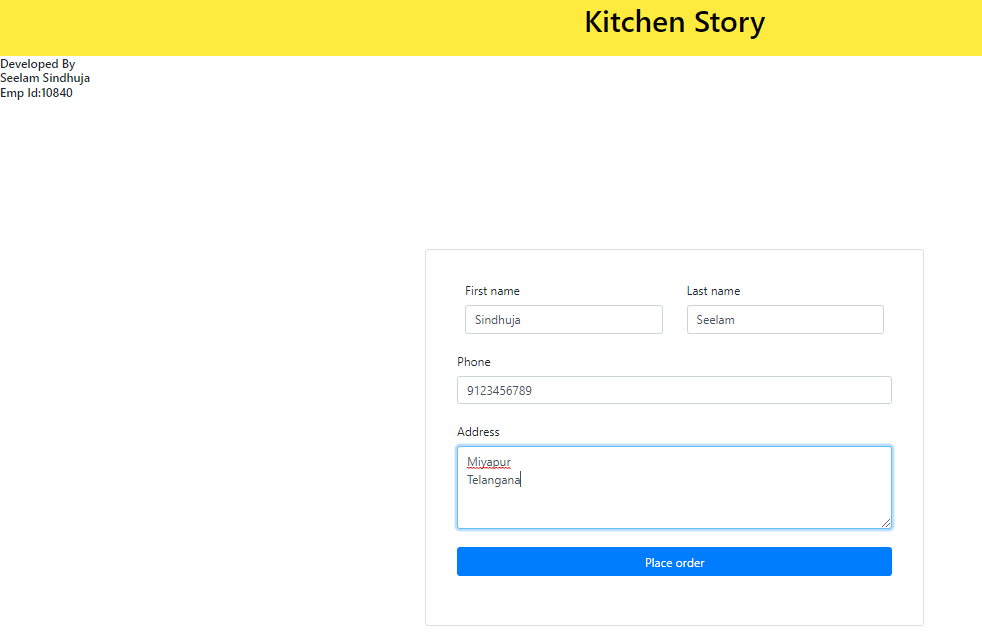 Kitchen Story
Developed By
Seelam Sindhuja
Emp Id:10840
First name
Last name
Sindhuja
Seelam
Phone
9123456789
Address
Miyapur
Telangana
Place order